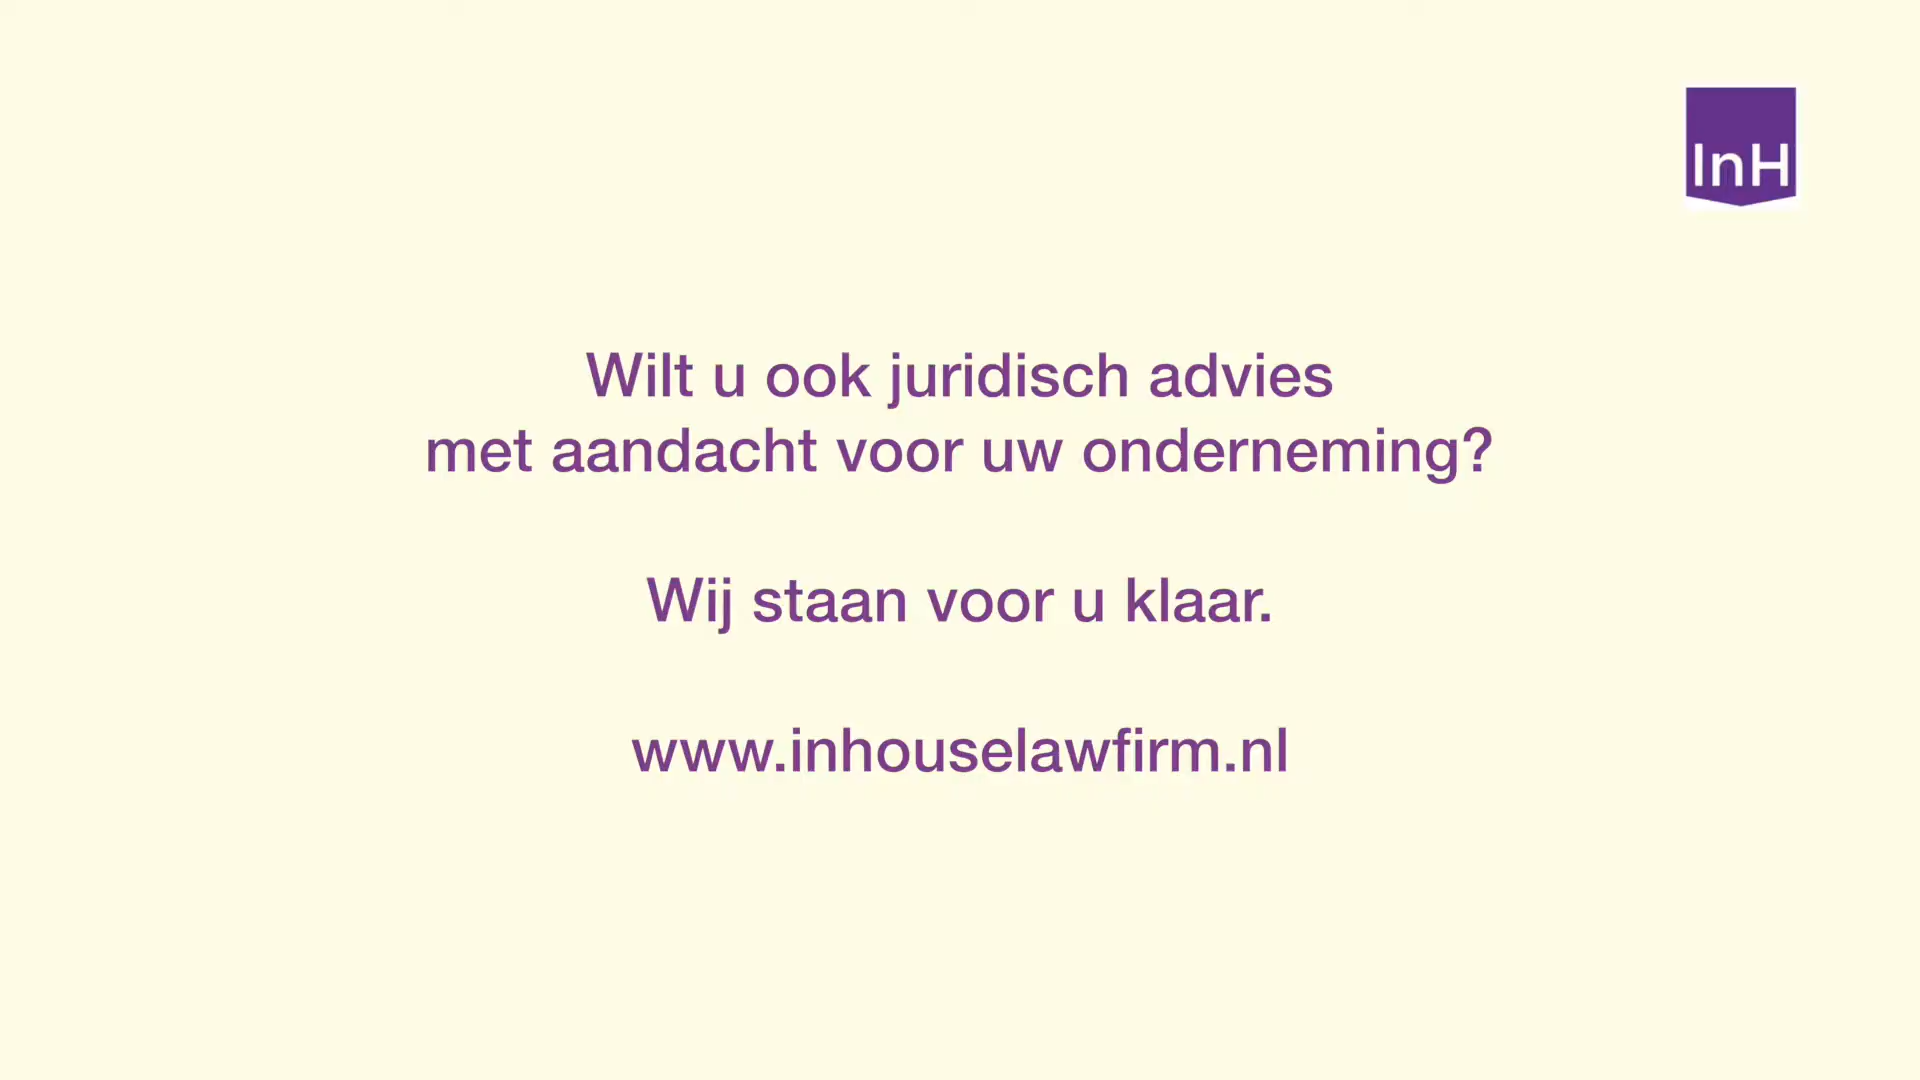 InH
Wilt u ook juridisch advies
met aandacht voor uw onderneming?
Wij staan voor u klaar.
www.inhouselawfirm.nl